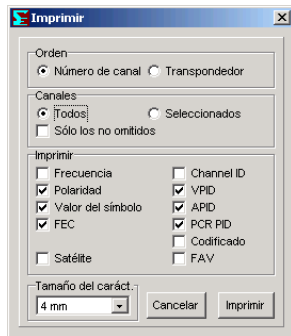 Imprimir
Orden
Número de canal Transpondedor
Canales
Todos Seleccionados
Sólo los no omitidos
Imprimir
Frecuencia Channel ID
Polaridad VPID
Valor del símbolo APID
FEC PCR PID
Codificado
Satélite FAV
Tamaño del caráct.
4 mm Cancelar Imprimir